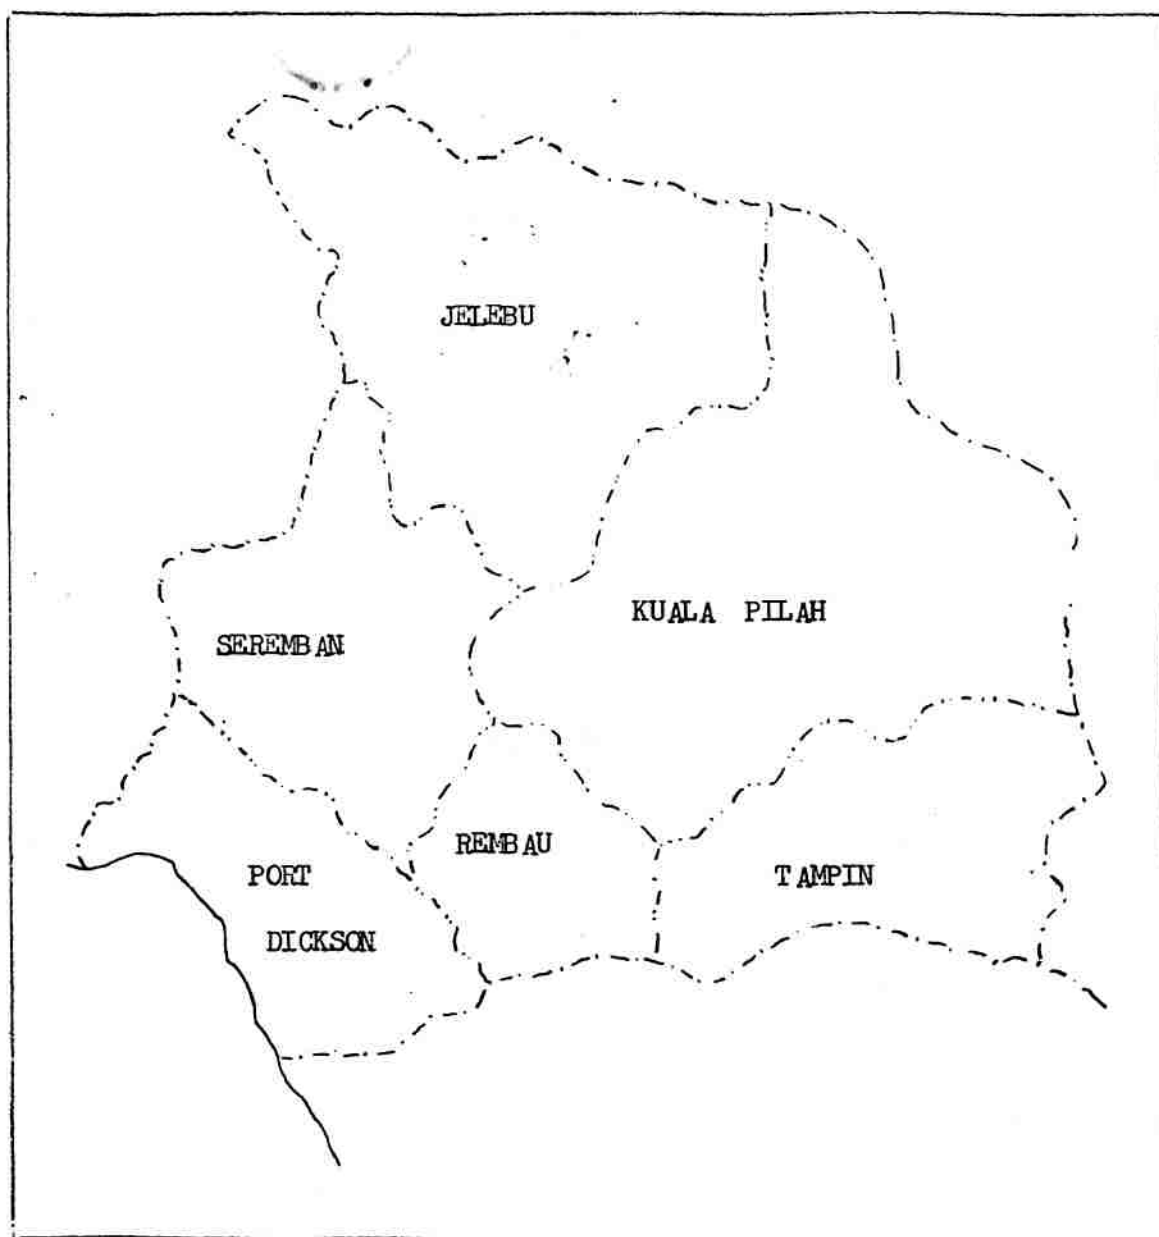 JELEBU
KUALA PILAH
SEREMBAN
REMBAU
PORT
DICKSON
TAMPIN